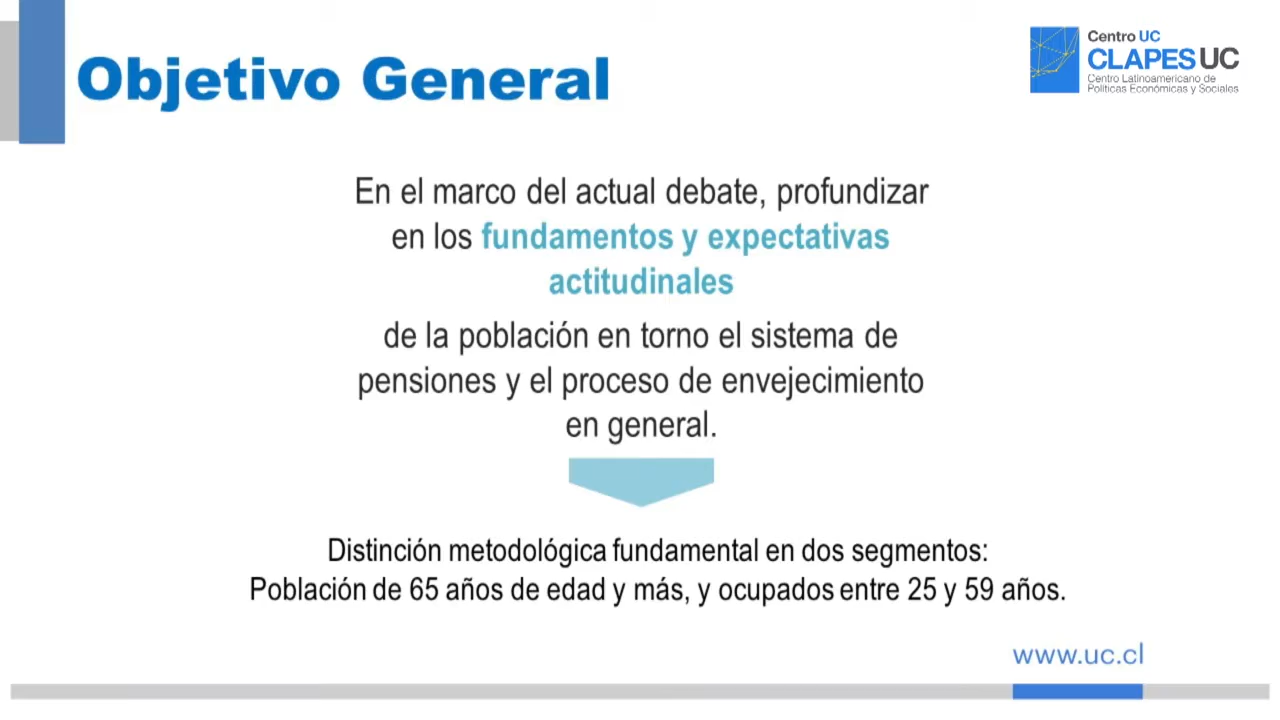 Objetivo General
Centro UC
CLAPES UC
Centro Latinoamericano de
Políticas Económicas y Sociales
En el marco del actual debate, profundizar
en los fundamentos y expectativas
actitudinales
de la población en torno el sistema de
pensiones y el proceso de envejecimiento
en general.
Distinción metodológica fundamental en dos segmentos:
Población de 65 años de edad y más, y ocupados entre 25 y 59 años.
www.uc.cl